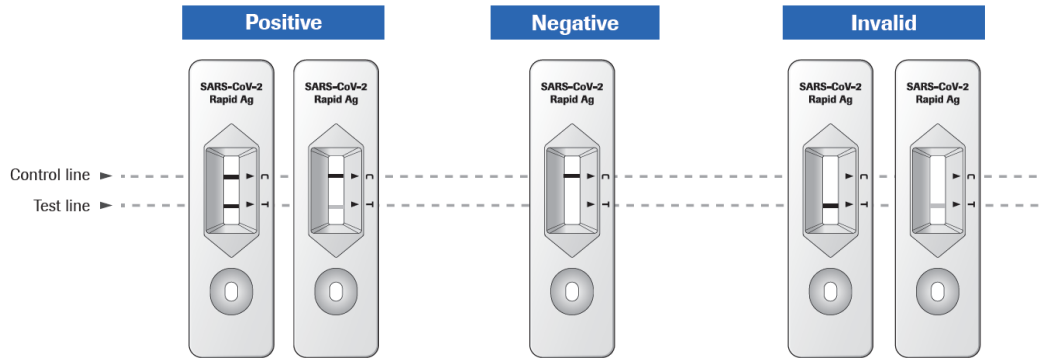 Positive
Negative
Invalid
SARS-CoV-2
Rapid Ag
SARS-CoV-2
Rapid Ag
SARS-CoV-2
Rapid Ag
SARS-CoV-2
Rapid Ag
SARS-CoV-2
Rapid Ag
Control line ►
C
C
C
C
C
Test line ►
T
T
T
T
T